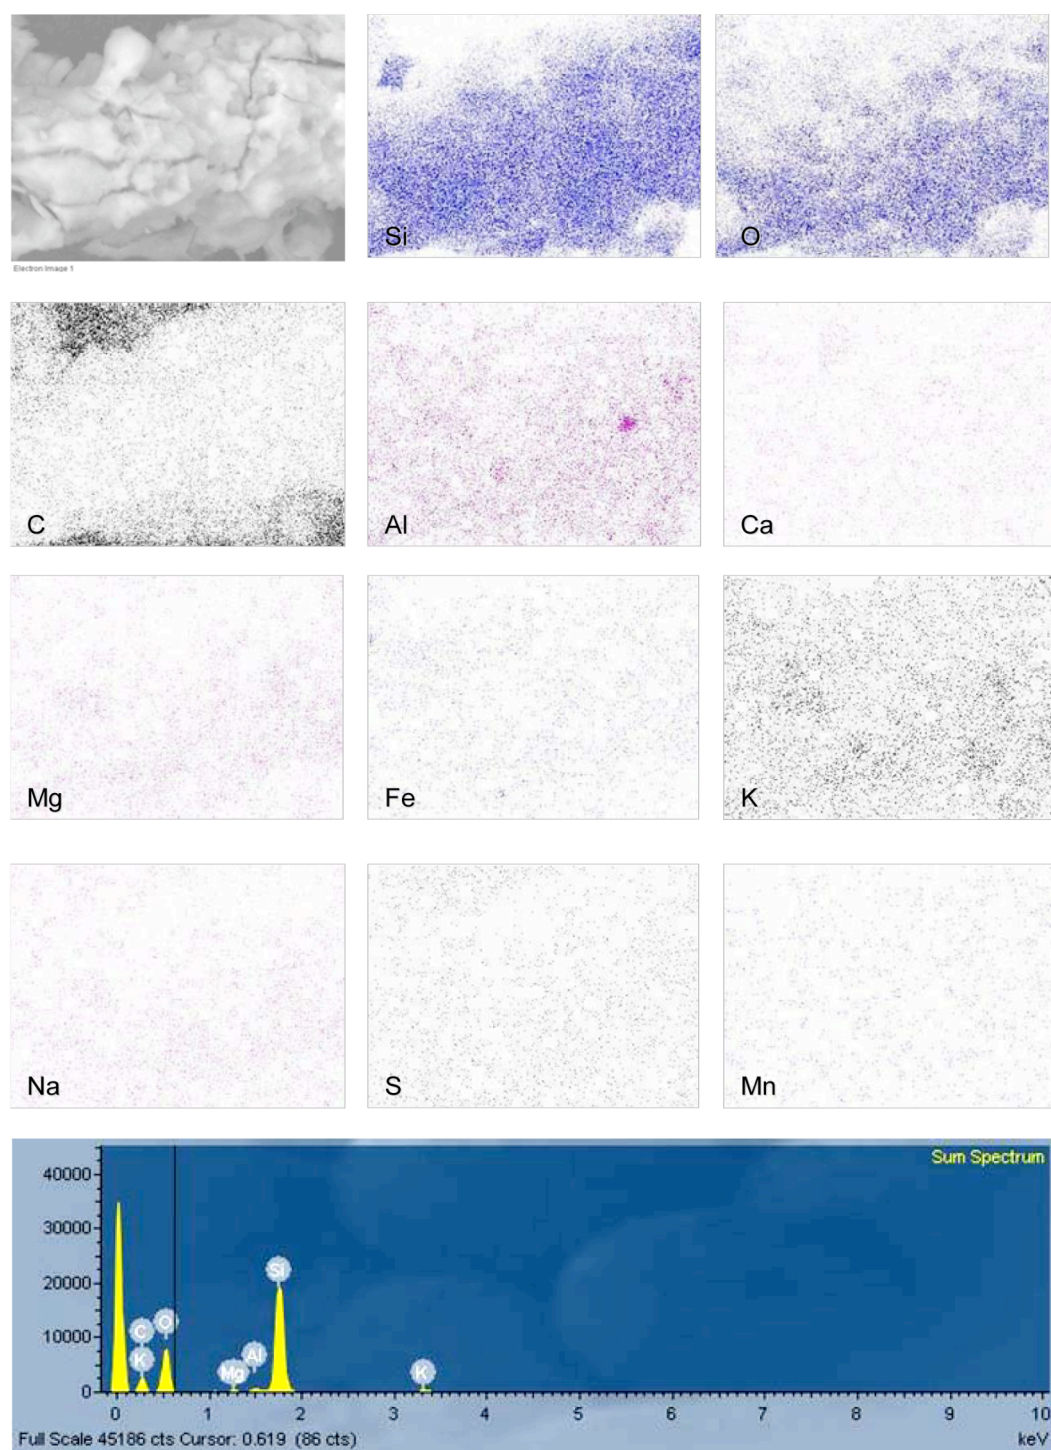 Electron Image 1
Si
O
C
Al
Ca
Mg
Fe
K
Na
S
Mn
Sum Spectrum
40000
30000
20000
10000
0
Si
C
O
K
Mg
Al
K
0 1 2 3 4 5 6 7 8 9 10
Full Scale 45186 cts Cursor: 0.619 (86 cts)
keV